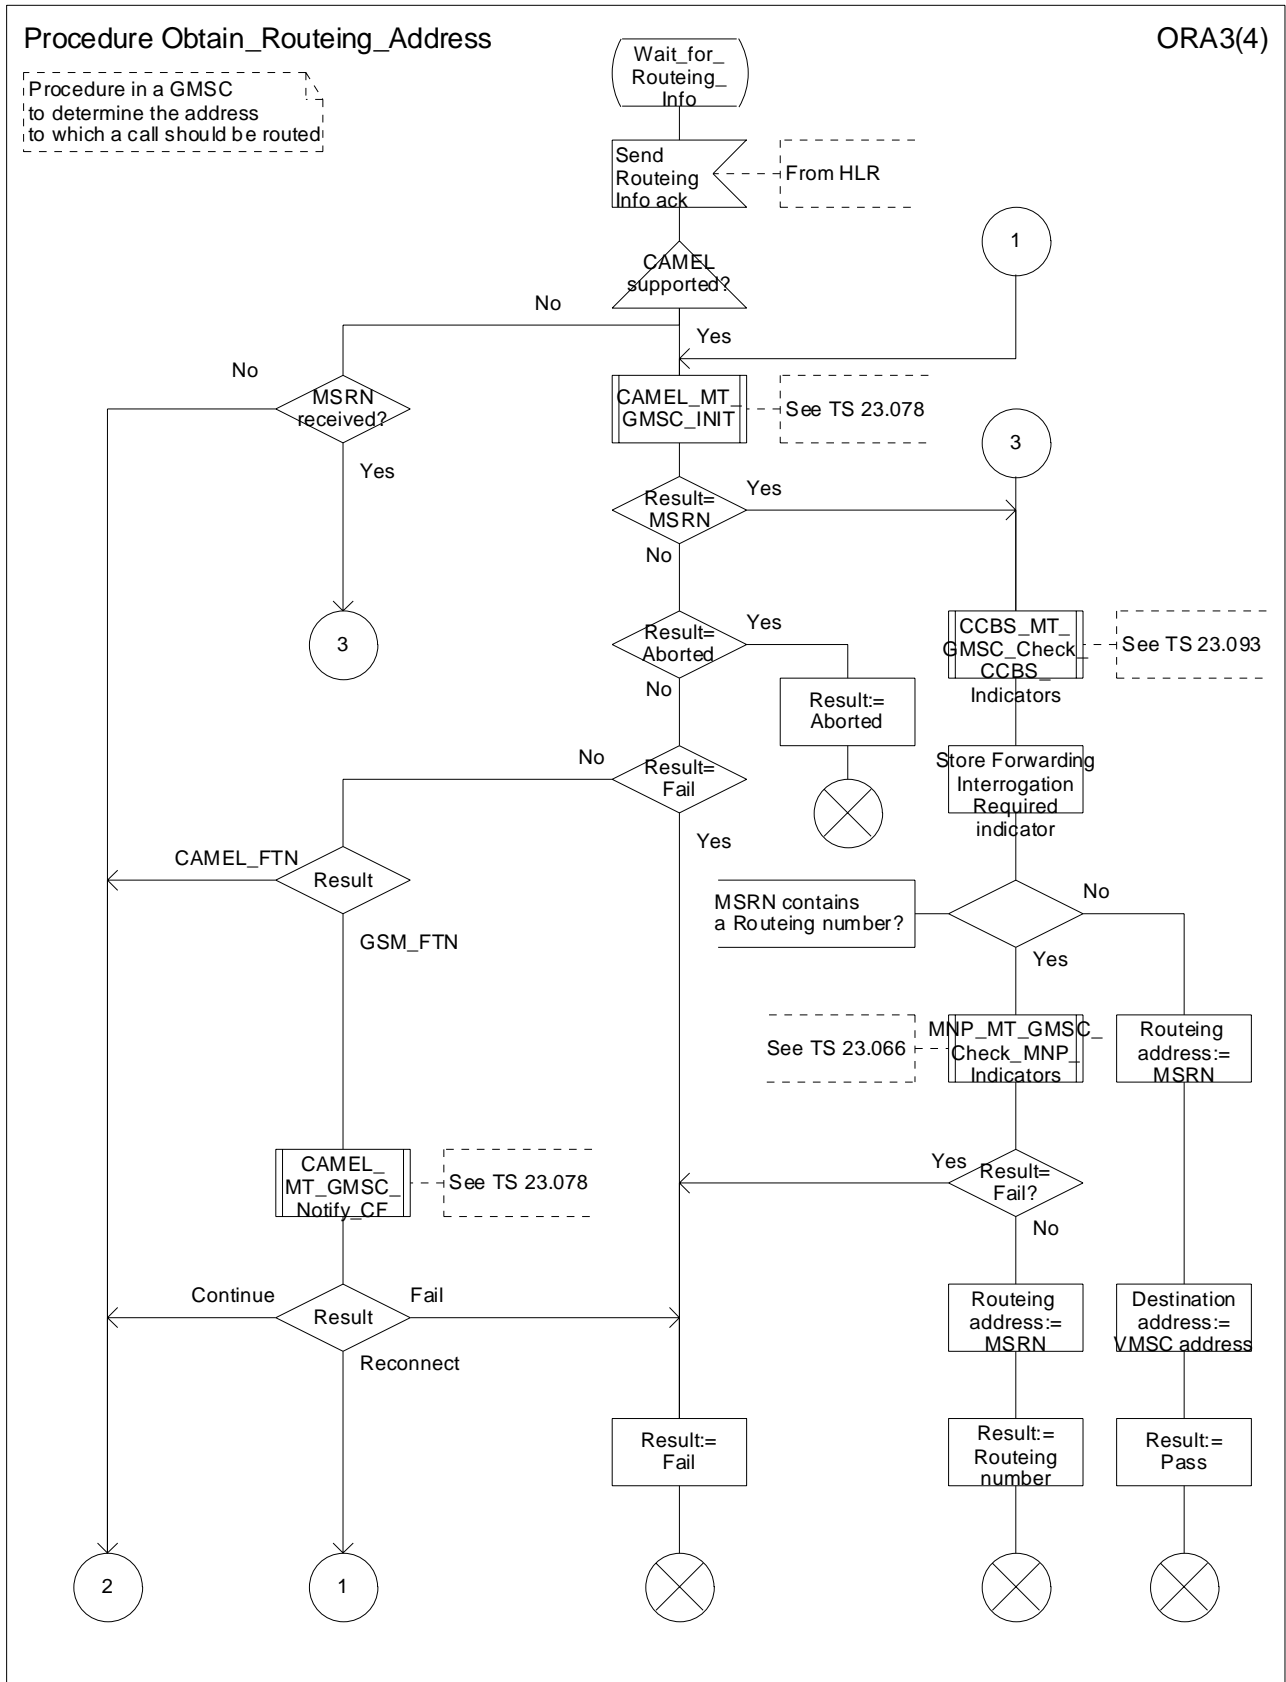 Procedure Obtain_Routeing_Address
ORA3(4)
Procedure in a GMSC
to determine the address
to which a call should be routed
Wait_for_
Routeing_
Info
Send
Routeing
Info ack
From HLR
1
CAMEL
supported?
No
Yes
No
MSRN
received?
Yes
CAMEL_MT_
GMSC_INIT
See TS 23.078
3
Result=
MSRN
Yes
No
3
Result=
Aborted
Yes
No
Result:=
Aborted
CCBS_MT_
GMSC_Check_
CCBS_
Indicators
See TS 23.093
No
Result=
Fail
Yes
Store Forwarding
Interrogation
Required
indicator
CAMEL_FTN
Result
GSM_FTN
MSRN contains
a Routeing number?
No
Yes
See TS 23.066
MNP_MT_GMSC_
Check_MNP_
Indicators
Routeing
address:=
MSRN
CAMEL_
MT_GMSC_
Notify_CF
See TS 23.078
Yes
Result=
Fail?
No
Continue
Result
Fail
Reconnect
Routeing
address:=
MSRN
Destination
address:=
VMSC address
Result:=
Fail
Result:=
Routeing
number
Result:=
Pass
2
1